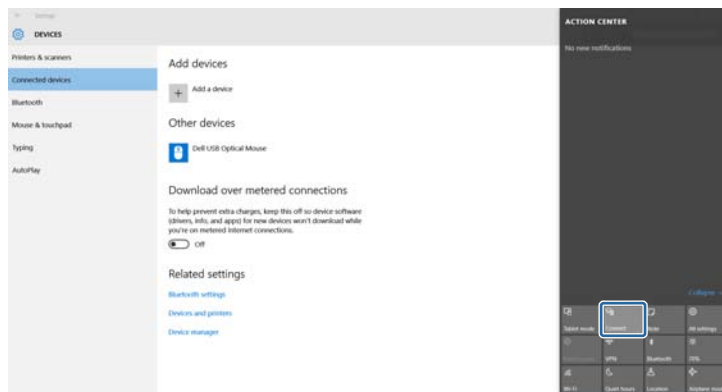 Settings
DEVICES
Printers & scanners
Connected devices
Bluetooth
Mouse & touchpad
Typing
AutoPlay
Add devices
Add a device
Other devices
Dell USB Optical Mouse
Download over metered connections
To help prevent extra charges, keep this off so device software
(drivers, info, and apps) for new devices won't download while
you're on metered Internet connections.
Off
Related settings
Bluetooth settings
Devices and printers
Device manager
ACTION CENTER
No new notifications
Collapse
Tablet mode Connect Note All settings
VPN Bluetooth 70%
Wi-Fi Quiet hours Location Airplane mode